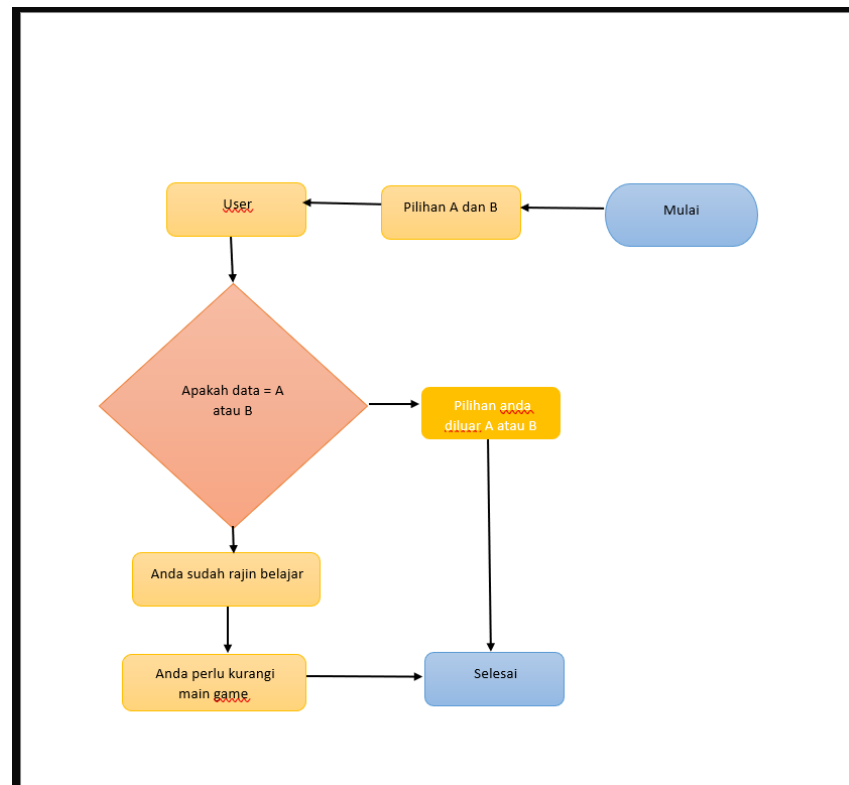 Mulai
Pilihan A dan B
User
Apakah data = A
atau B
Pilihan anda
diluar A atau B
Anda sudah rajin belajar
Anda perlu kurangi
main game
Selesai